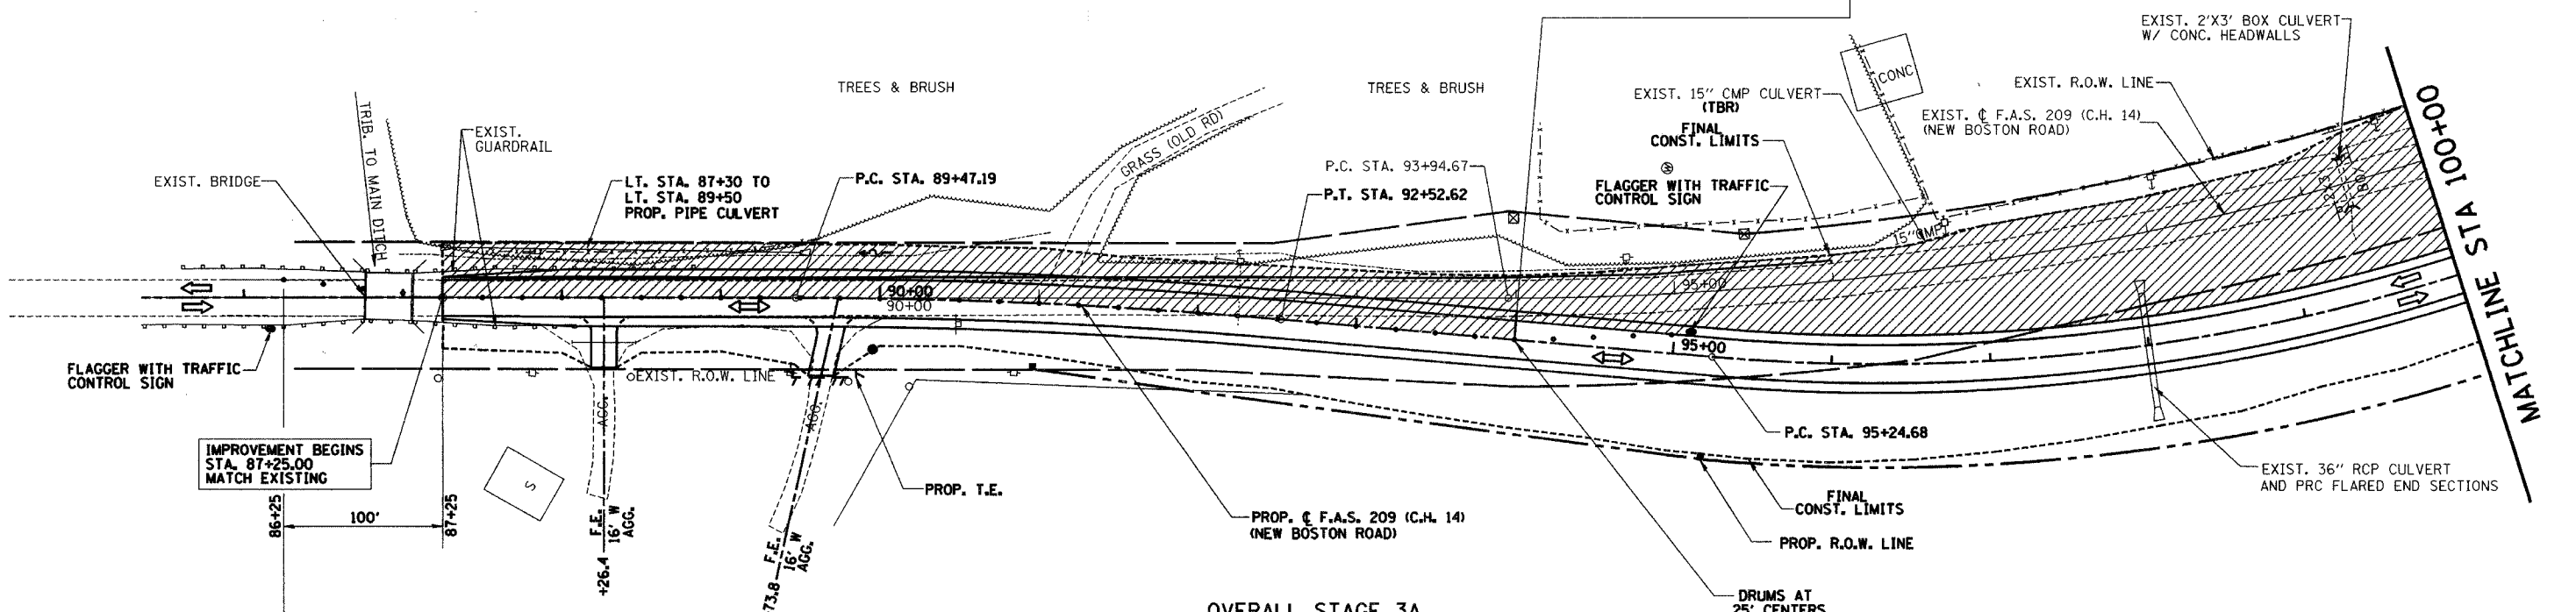 EXIST. 2'X3' BOX CULVERT
W/ CONC. HEADWALLS
TREES & BRUSH
TREES & BRUSH
CONC
EXIST. R.O.W. LINE
EXIST. 15" CMP CULVERT
(TBR)
EXIST. ℄ F.A.S. 209 (C.H. 14)
(NEW BOSTON ROAD)
FINAL
CONST. LIMITS
TRIB. TO MAIN DITCH
EXIST.
GUARDRAIL
GRASS (OLD RD)
EXIST. BRIDGE
LT. STA. 87+30 TO
LT. STA. 89+50
PROP. PIPE CULVERT
P.C. STA. 89+47.19
P.C. STA. 93+94.67
P.T. STA. 92+52.62
FLAGGER WITH TRAFFIC
CONTROL SIGN
15" CMP
2'X3'
BOX
MATCHLINE STA 100+00
90+00
90+00
95+00
95+00
FLAGGER WITH TRAFFIC
CONTROL SIGN
EXIST. R.O.W. LINE
AGG.
AGG.
P.C. STA. 95+24.68
IMPROVEMENT BEGINS
STA. 87+25.00
MATCH EXISTING
S
PROP. T.E.
EXIST. 36" RCP CULVERT
AND PRC FLARED END SECTIONS
FINAL
CONST. LIMITS
86+25
100'
87+25
+26.4
F.E.
16' W
AGG.
73.8
F.E.
16' W
AGG.
PROP. ℄ F.A.S. 209 (C.H. 14)
(NEW BOSTON ROAD)
PROP. R.O.W. LINE
DRUMS AT
25' CENTERS
OVERALL STAGE 3A